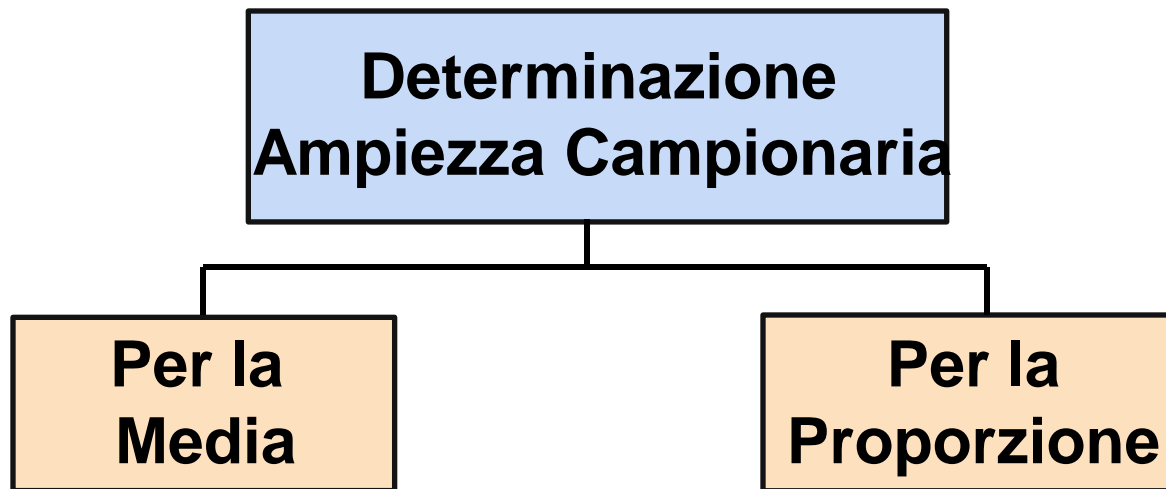 Determinazione
Ampiezza Campionaria
Per la
Media
Per la
Proporzione